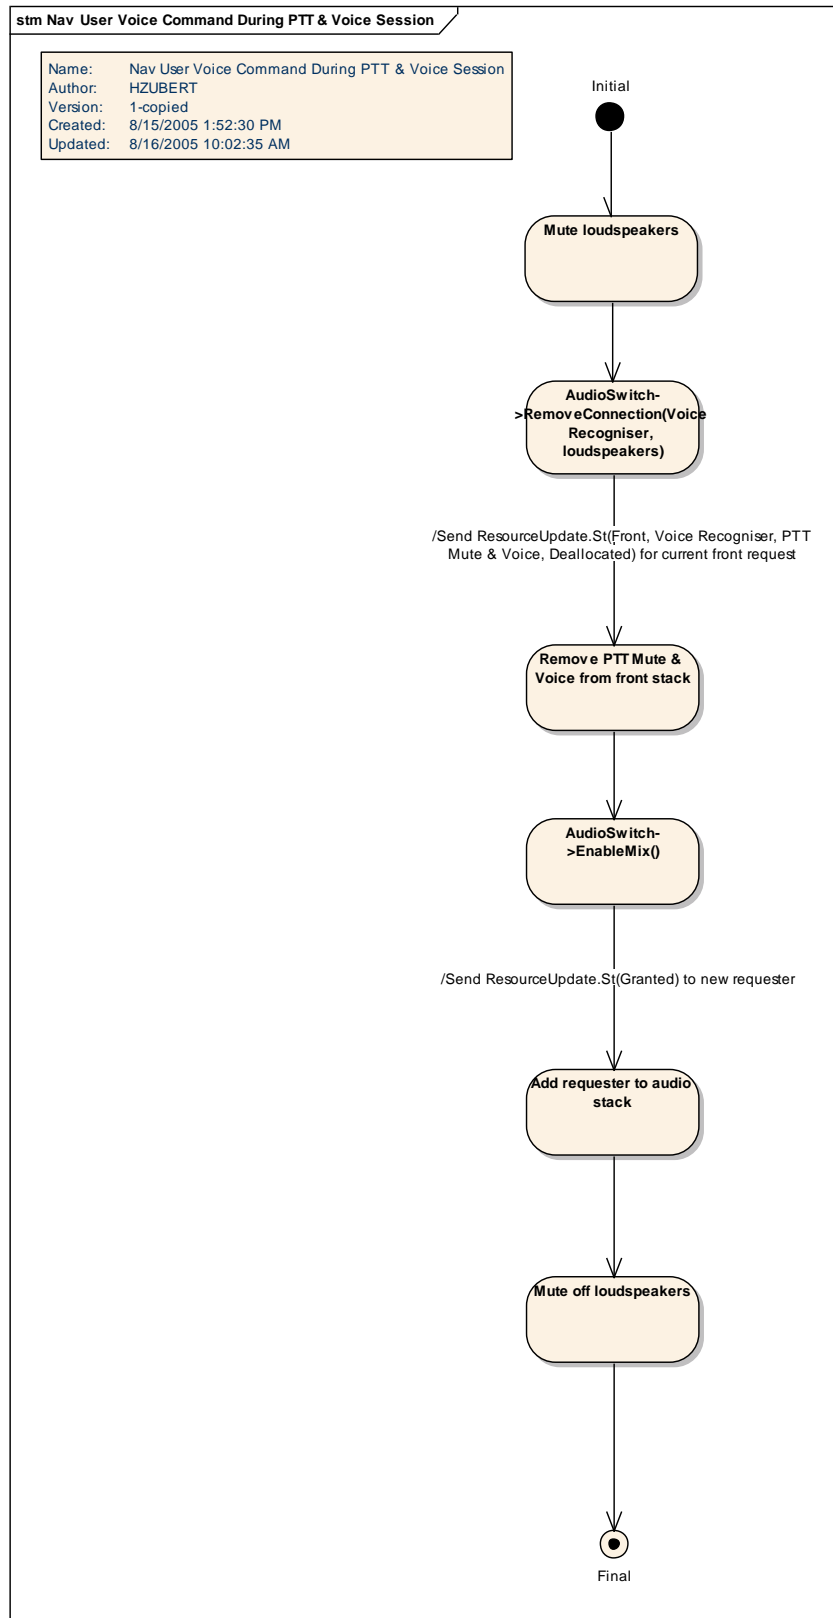 stm Nav User Voice Command During PTT & Voice Session
Name: Nav User Voice Command During PTT & Voice Session
Author: HZUBERT
Version: 1-copied
Created: 8/15/2005 1:52:30 PM
Updated: 8/16/2005 10:02:35 AM
Initial
Mute loudspeakers
AudioSwitch-
>RemoveConnection(Voice
Recogniser,
loudspeakers)
/Send ResourceUpdate.St(Front, Voice Recogniser, PTT
Mute & Voice, Deallocated) for current front request
Remove PTT Mute &
Voice from front stack
AudioSwitch-
>EnableMix()
/Send ResourceUpdate.St(Granted) to new requester
Add requester to audio
stack
Mute off loudspeakers
Final